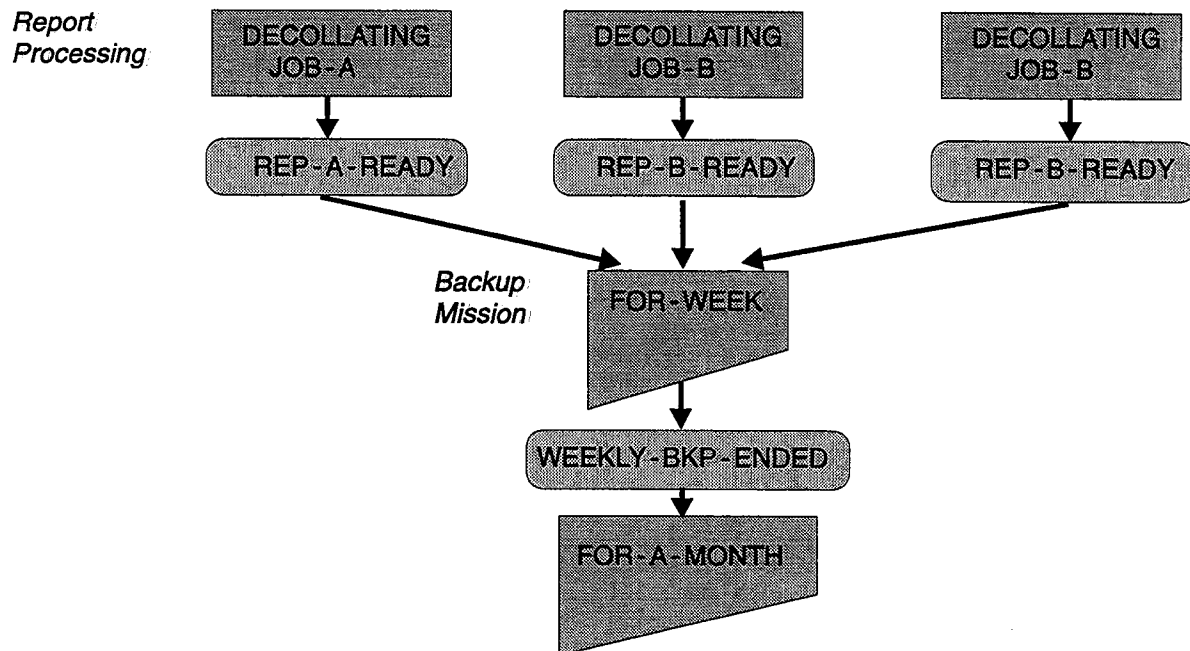 Report
Processing
DECOLLATING
JOB-A
DECOLLATING
JOB-B
DECOLLATING
JOB-B
REP-A-READY
REP-B-READY
REP-B-READY
Backup
Mission
FOR-WEEK
WEEKLY-BKP-ENDED
FOR-A-MONTH